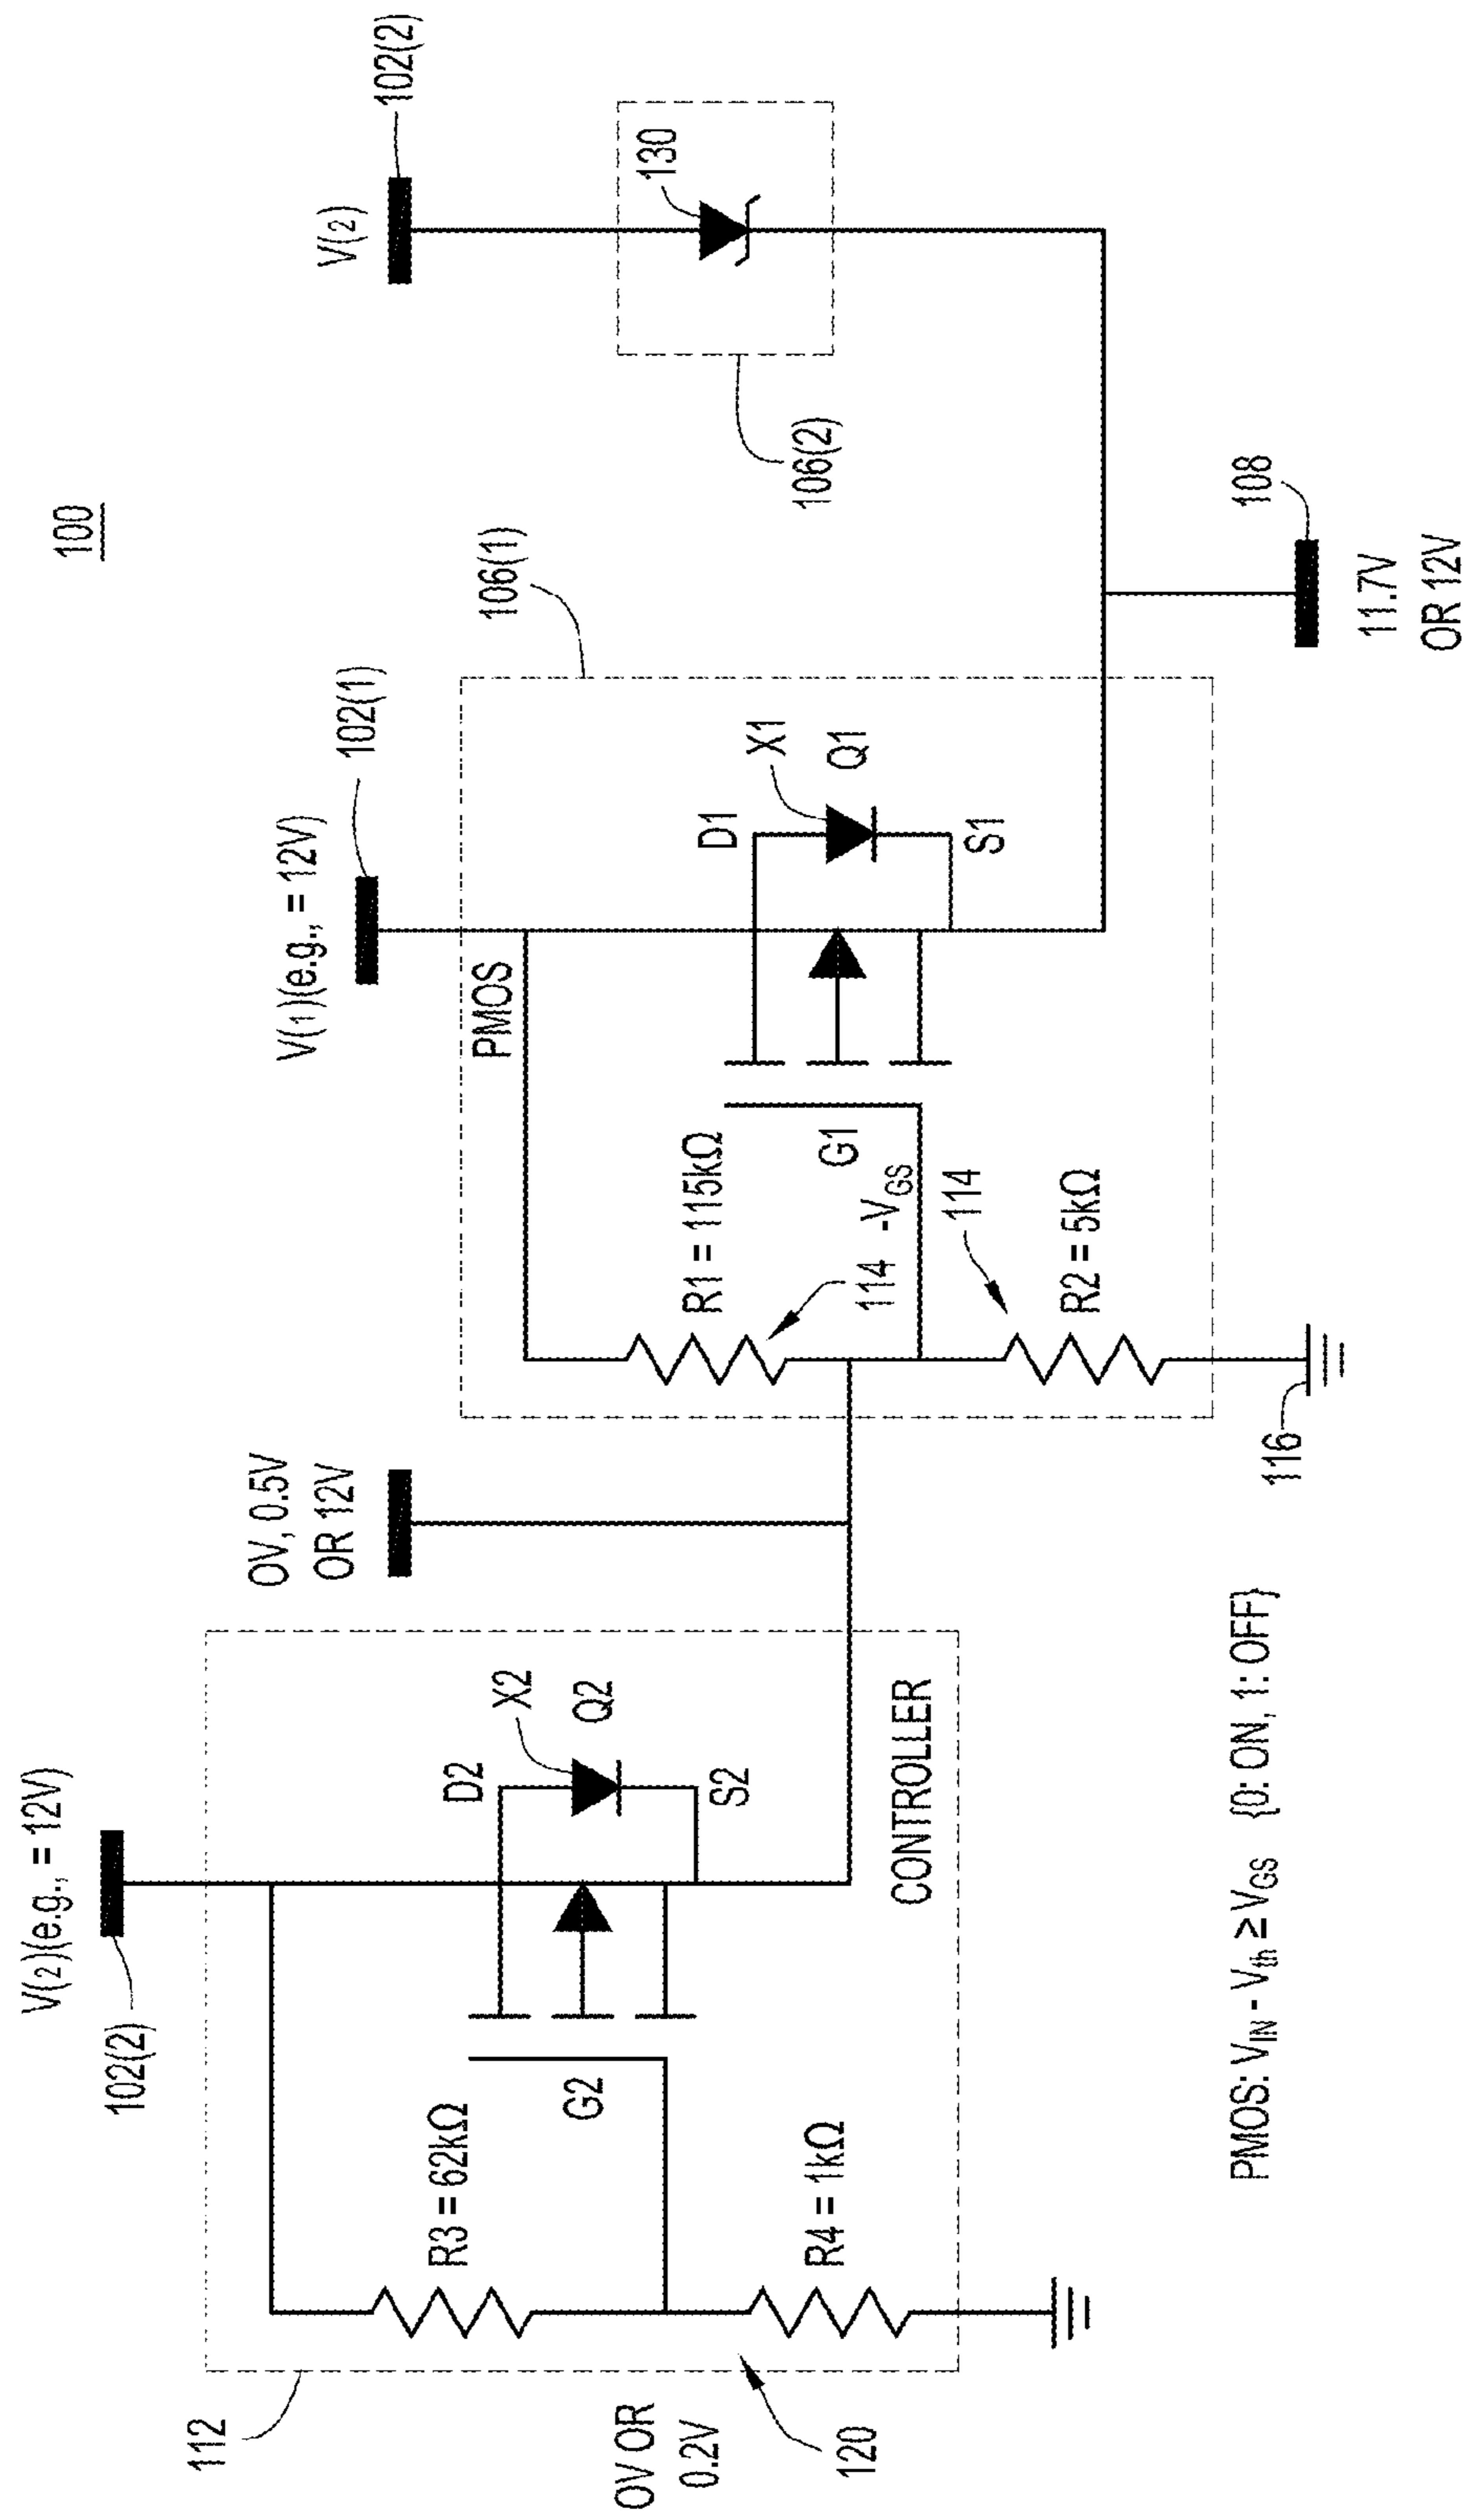 100
V(2)(e.g., = 12V)
102(2)
112
R3 = 62kΩ
G2
R4 = 1kΩ
0V OR
0.2V
120
D2
X2
Q2
S2
CONTROLLER
0V, 0.5V
OR 12V
V(1)(e.g., = 12V)
102(1)
106(1)
PMOS
R1 = 115kΩ
114
G1
-VGS
114
R2 = 5kΩ
116
D1
X1
Q1
S1
V(2)
102(2)
130
106(2)
108
11.7V
OR 12V
PMOS: VIN - Vth ≥ VGS {0: ON, 1: OFF}